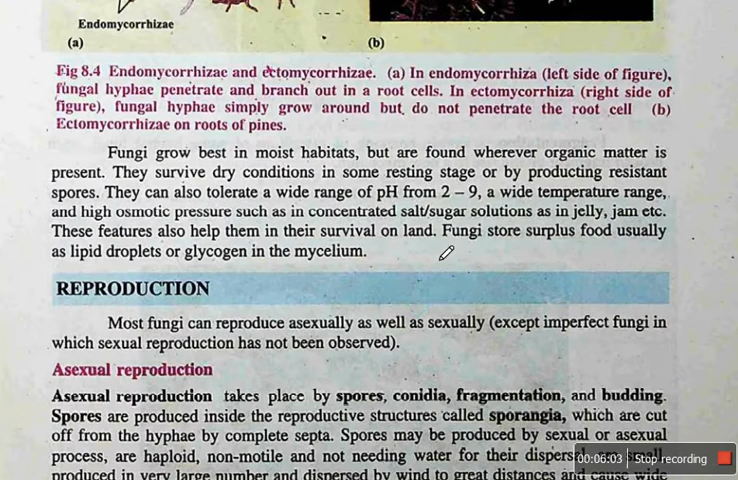 Endomycorrhizae
(a) (b)
Fig 8.4 Endomycorrhizae and ectomycorrhizae. (a) In endomycorrhiza (left side of figure),
fungal hyphae penetrate and branch out in a root cells. In ectomycorrhiza (right side of
figure), fungal hyphae simply grow around but do not penetrate the root cell (b)
Ectomycorrhizae on roots of pines.
Fungi grow best in moist habitats, but are found wherever organic matter is
present. They survive dry conditions in some resting stage or by producting resistant
spores. They can also tolerate a wide range of pH from 2 – 9, a wide temperature range,
and high osmotic pressure such as in concentrated salt/sugar solutions as in jelly, jam etc.
These features also help them in their survival on land. Fungi store surplus food usually
as lipid droplets or glycogen in the mycelium.
REPRODUCTION
Most fungi can reproduce asexually as well as sexually (except imperfect fungi in
which sexual reproduction has not been observed).
Asexual reproduction
Asexual reproduction takes place by spores, conidia, fragmentation, and budding.
Spores are produced inside the reproductive structures called sporangia, which are cut
off from the hyphae by complete septa. Spores may be produced by sexual or asexual
process, are haploid, non-motile and not needing water for their dispersal, are small,
produced in very large number and dispersed by wind to great distances and cause wide
00:06:03 Stop recording